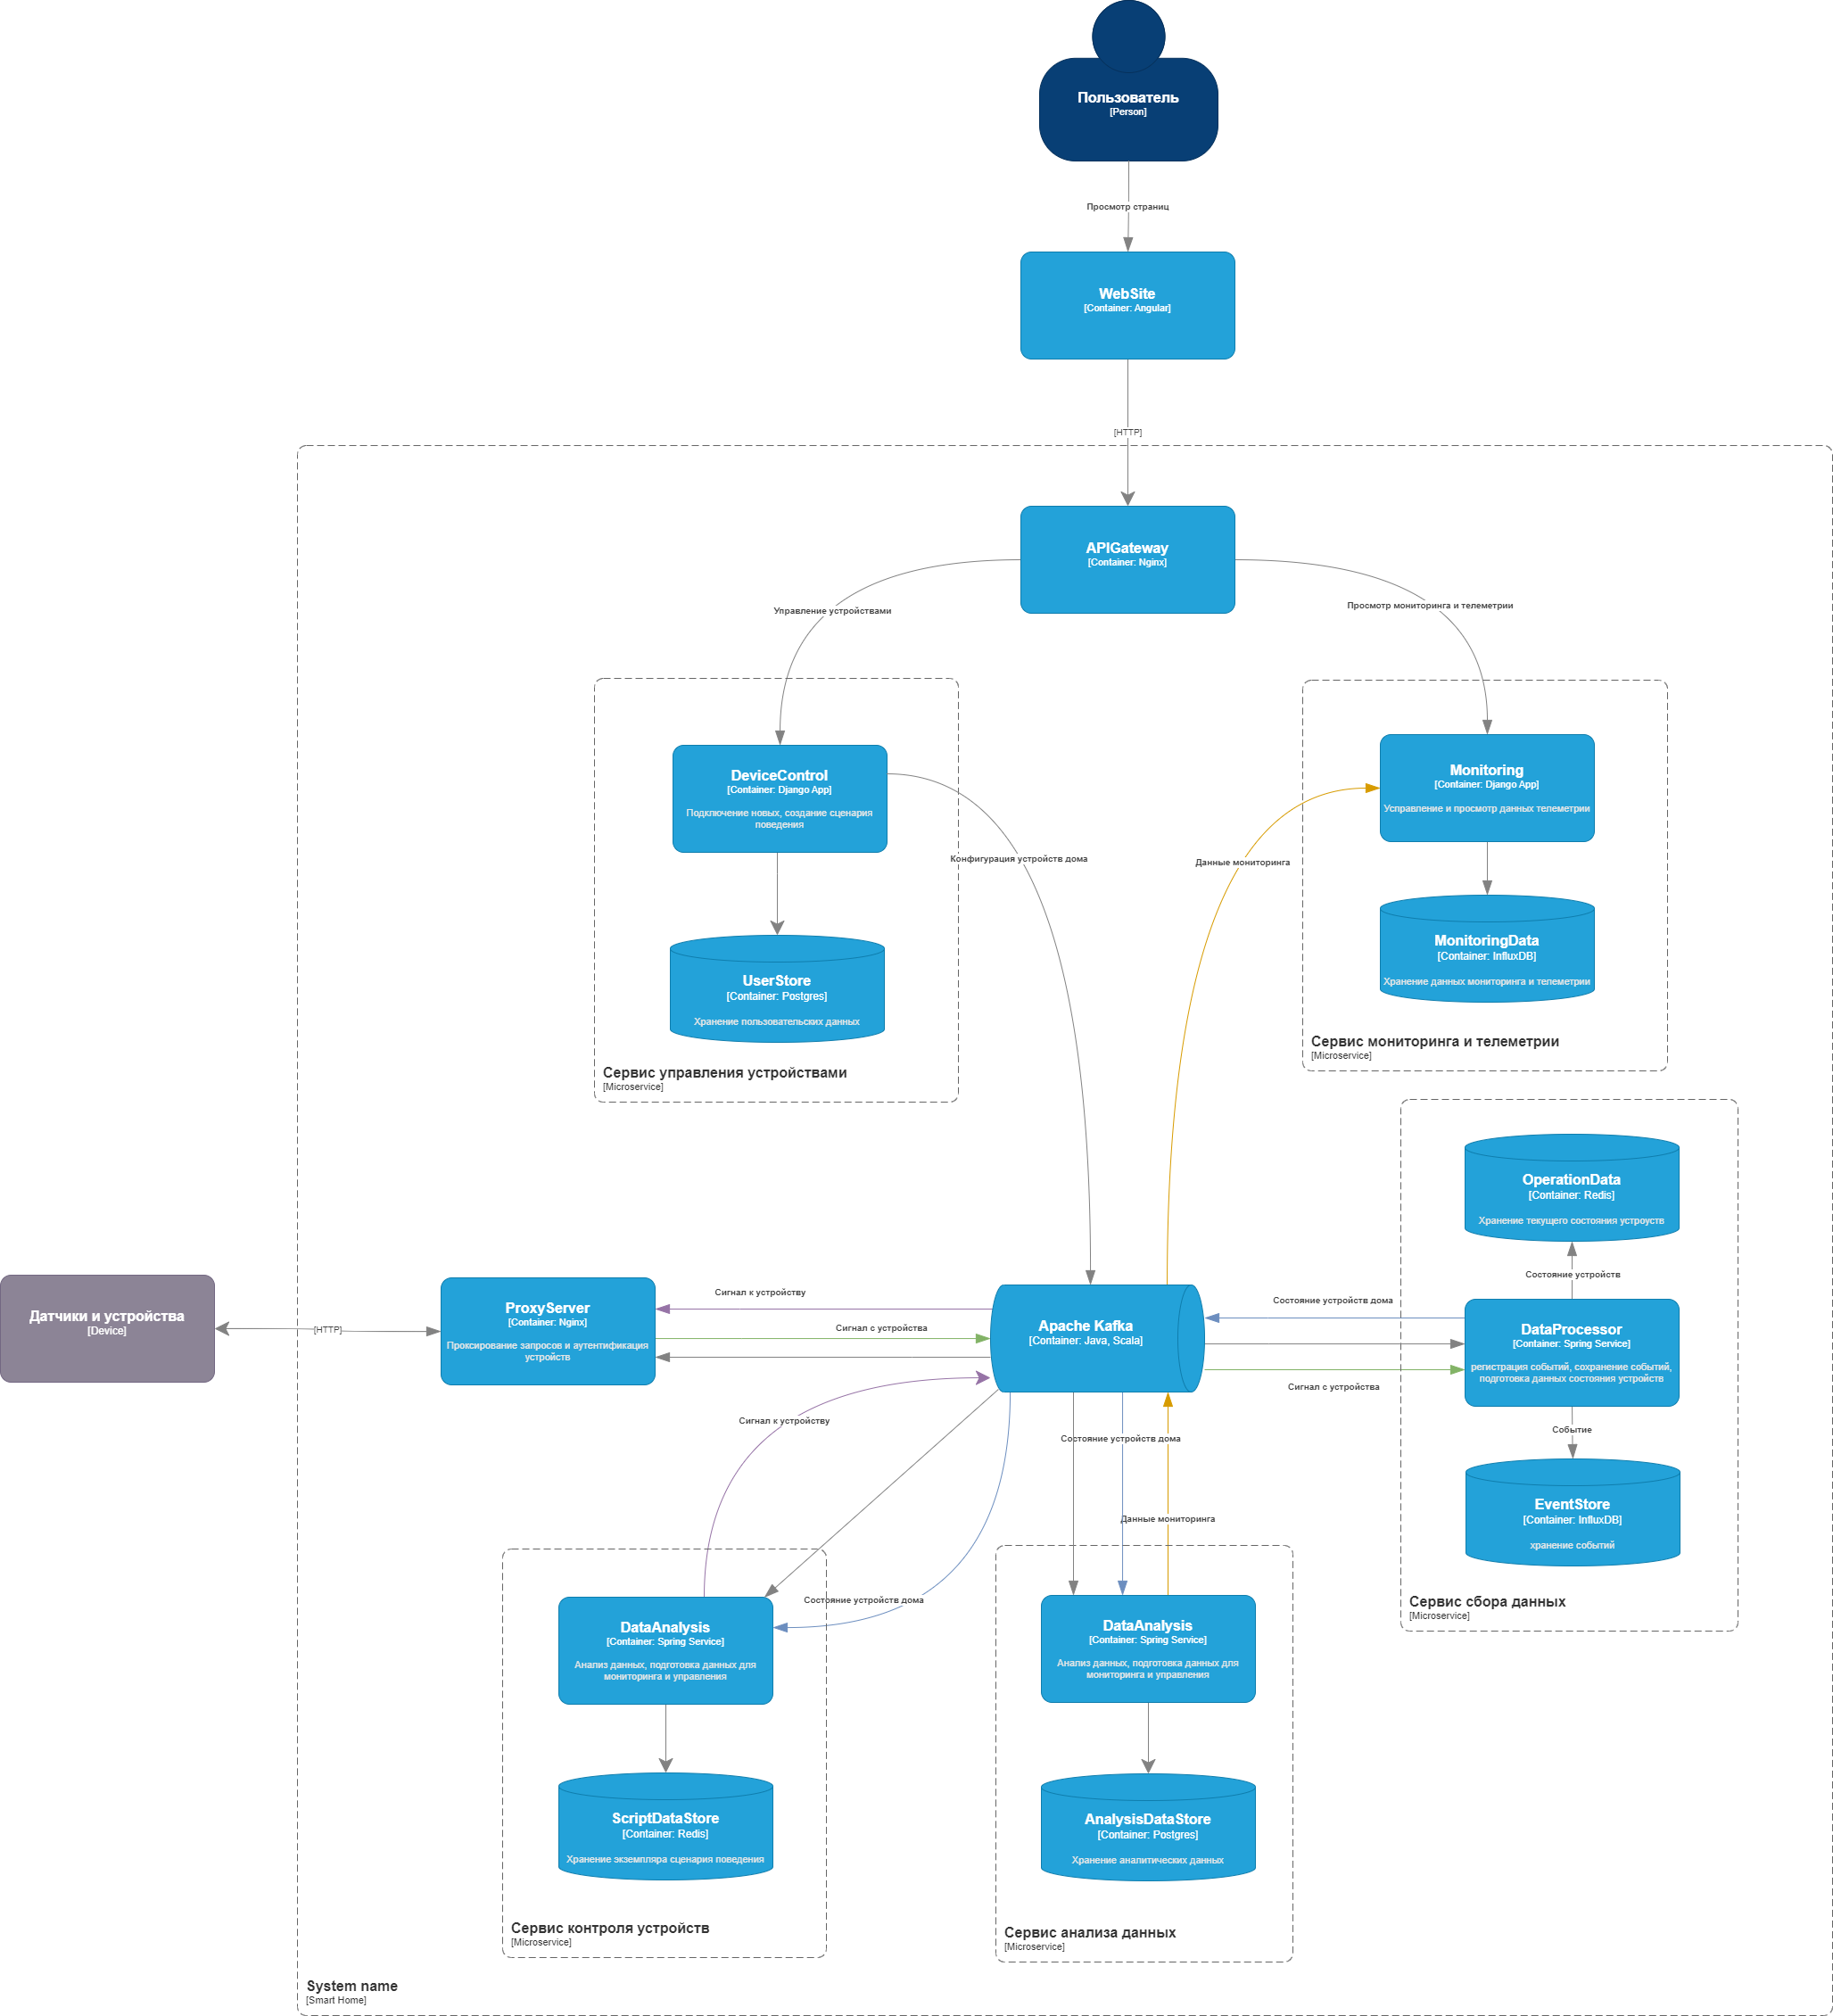 Пользователь
[Person]
Просмотр страниц
WebSite
[Container: Angular]
[HTTP]
APIGateway
[Container: Nginx]
Управление устройствами
Просмотр мониторинга и телеметрии
DeviceControl
[Container: Django App]
Подключение новых, создание сценария
поведения
Monitoring
[Container: Django App]
Усправление и просмотр данных телеметрии
Конфигурация устройств дома
Данные мониторинга
UserStore
[Container: Postgres]
Хранение пользовательских данных
MonitoringData
[Container: InfluxDB]
Хранение данных мониторинга и телеметрии
Сервис управления устройствами
[Microservice]
Сервис мониторинга и телеметрии
[Microservice]
OperationData
[Container: Redis]
Хранение текущего состояния устроуств
Состояние устройств
Датчики и устройства
[Device]
[HTTP]
ProxyServer
[Container: Nginx]
Проксирование запросов и аутентификация
устройств
Сигнал к устройству
Сигнал с устройства
Apache Kafka
[Container: Java, Scala]
Состояние устройств дома
Сигнал с устройства
DataProcessor
[Container: Spring Service]
регистрация событий, сохранение событий,
подготовка данных состояния устройств
Событие
EventStore
[Container: InfluxDB]
хранение событий
Сервис сбора данных
[Microservice]
Сигнал к устройству
Состояние устройств дома
Состояние устройств дома
Данные мониторинга
DataAnalysis
[Container: Spring Service]
Анализ данных, подготовка данных для
мониторинга и управления
DataAnalysis
[Container: Spring Service]
Анализ данных, подготовка данных для
мониторинга и управления
ScriptDataStore
[Container: Redis]
Хранение экземпляра сценария поведения
AnalysisDataStore
[Container: Postgres]
Хранение аналитических данных
Сервис контроля устройств
[Microservice]
Сервис анализа данных
[Microservice]
System name
[Smart Home]